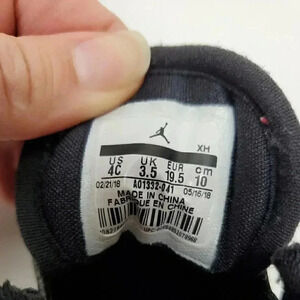 XH
US UK EUR cm
4C 3.5 19.5 10
02/21/18 AO1332-041 05/16/18
MADE IN CHINA
FABRIQUE EN CHINE